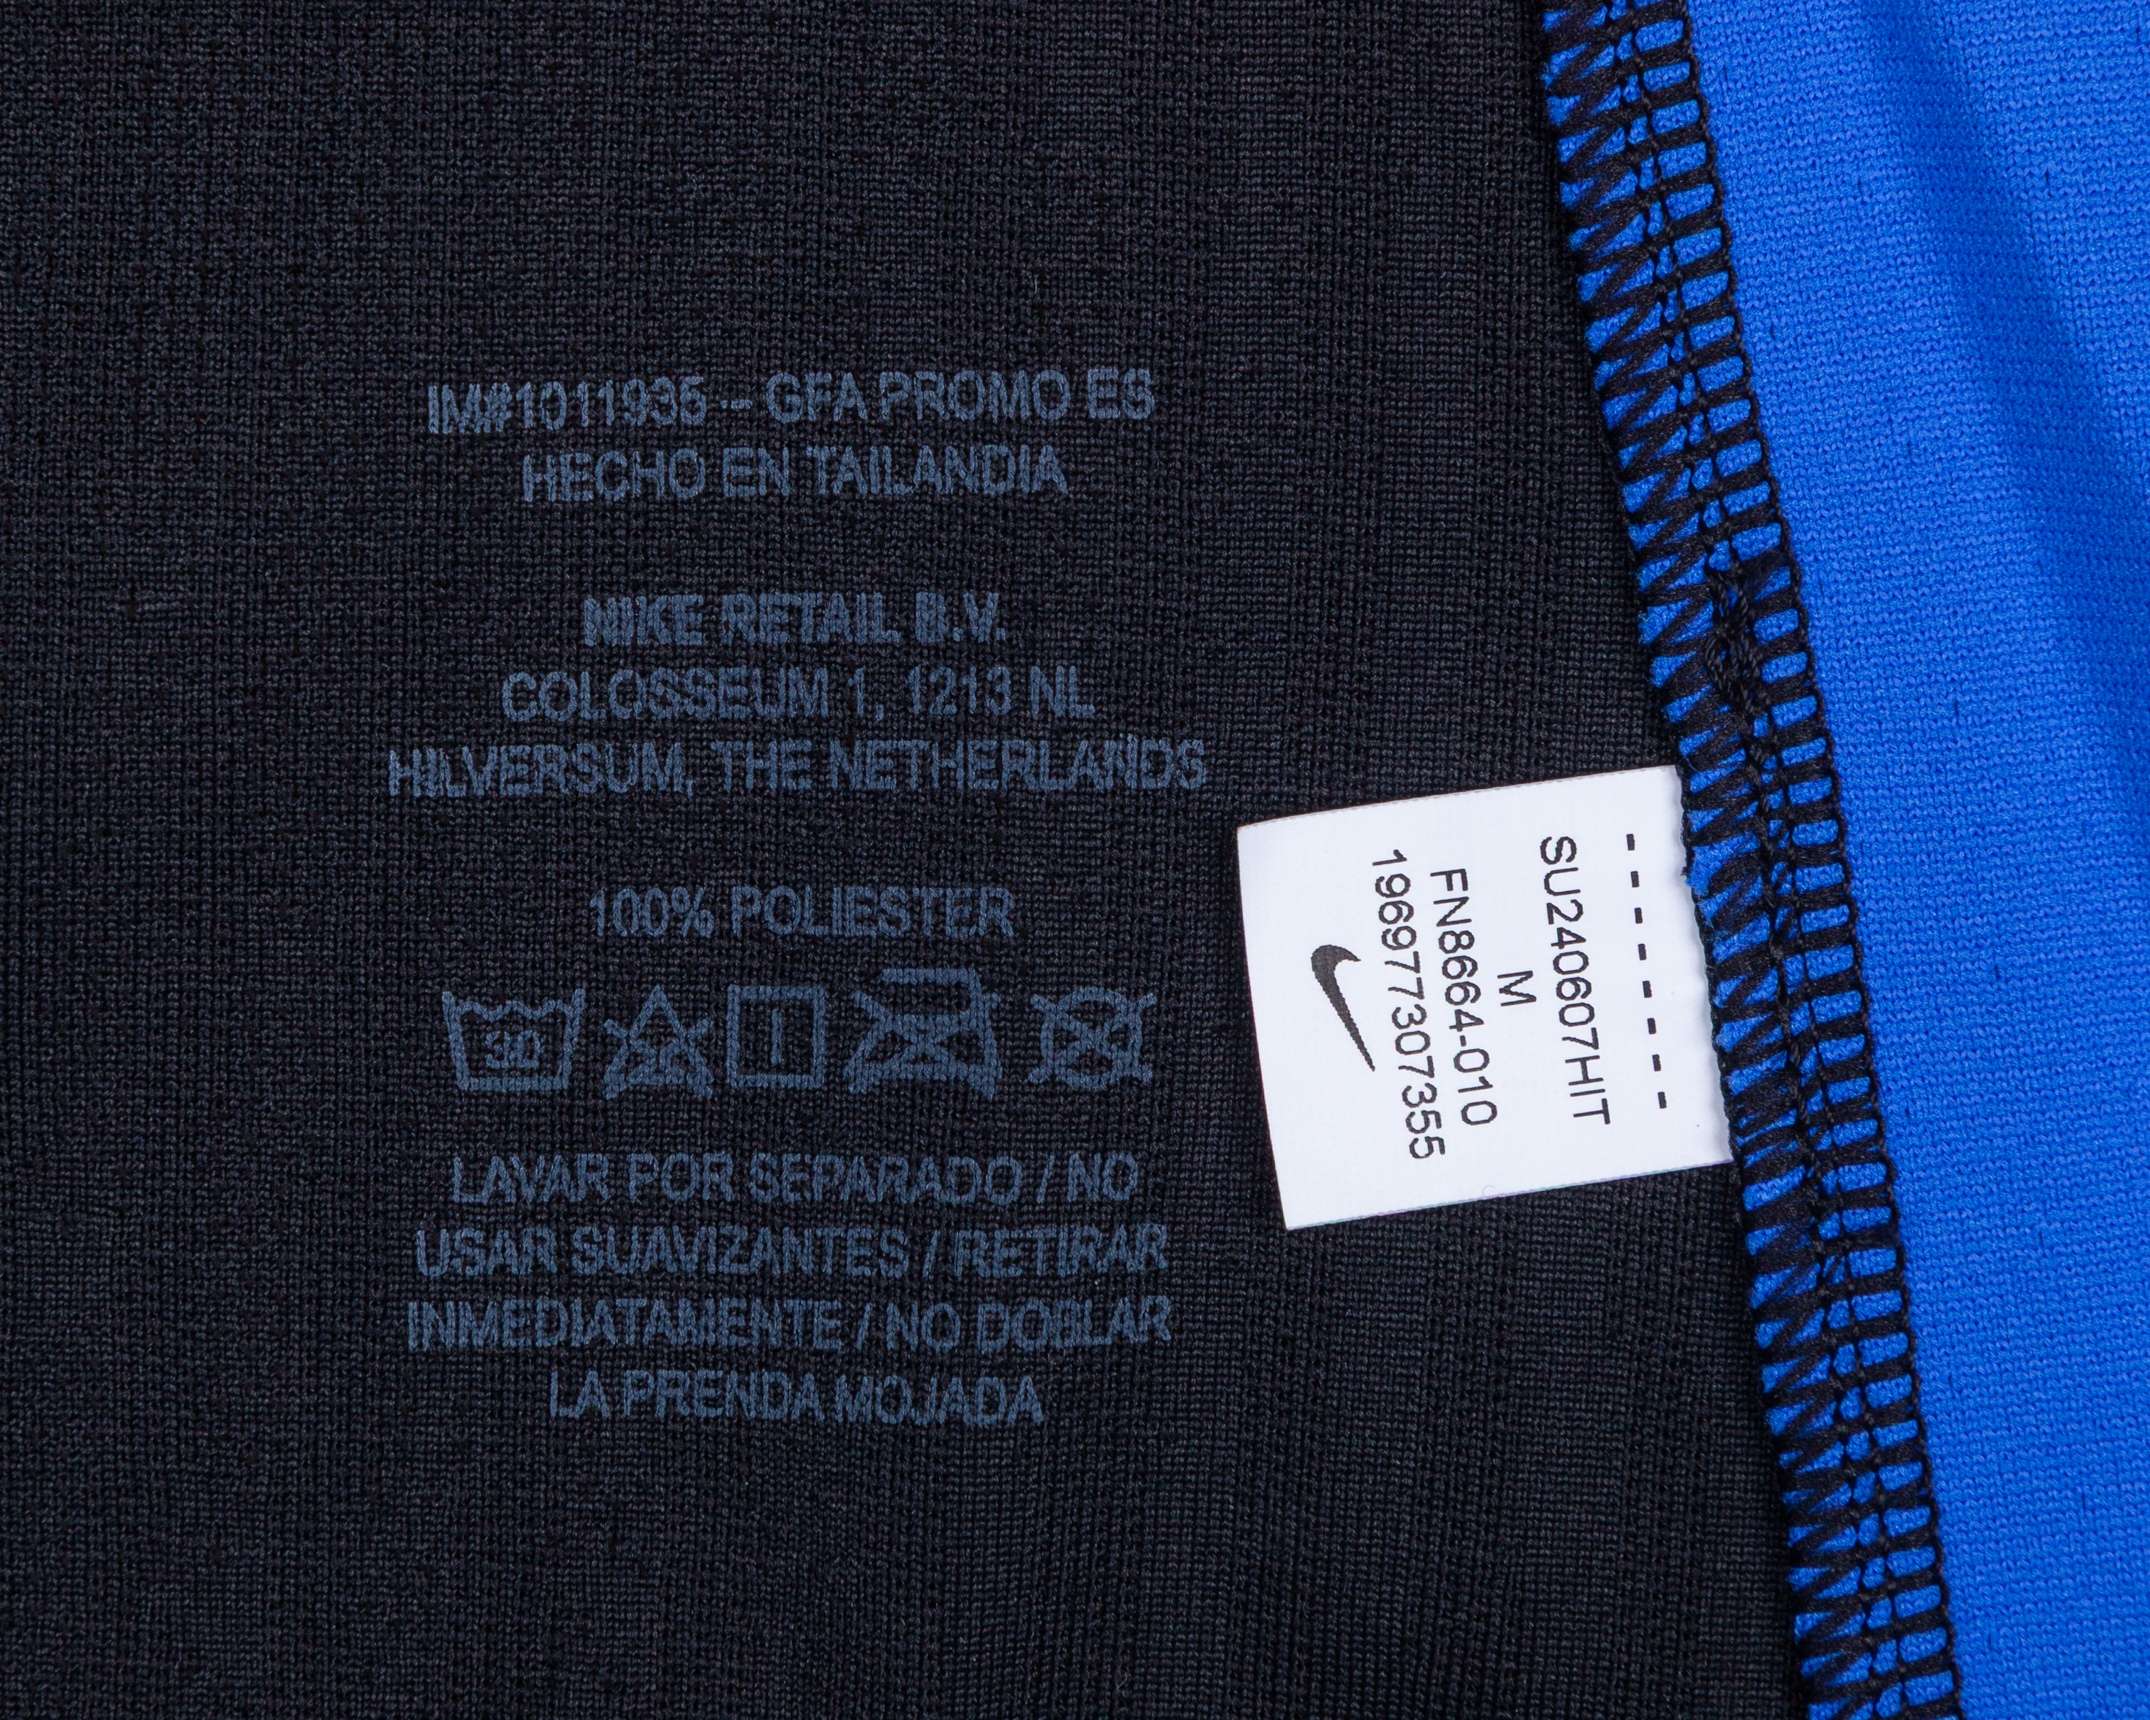 IM#1011935 -- GFA PROMO ES
HECHO EN TAILANDIA
NIKE RETAIL B.V.
COLOSSEUM 1, 1213 NL
HILVERSUM, THE NETHERLANDS
100% POLIESTER
30
LAVAR POR SEPARADO / NO
USAR SUAVIZANTES / RETIRAR
INMEDIATAMENTE / NO DOBLAR
LA PRENDA MOJADA
- - - - - - - -
SU240607HIT
M
FN8664-010
196977307355